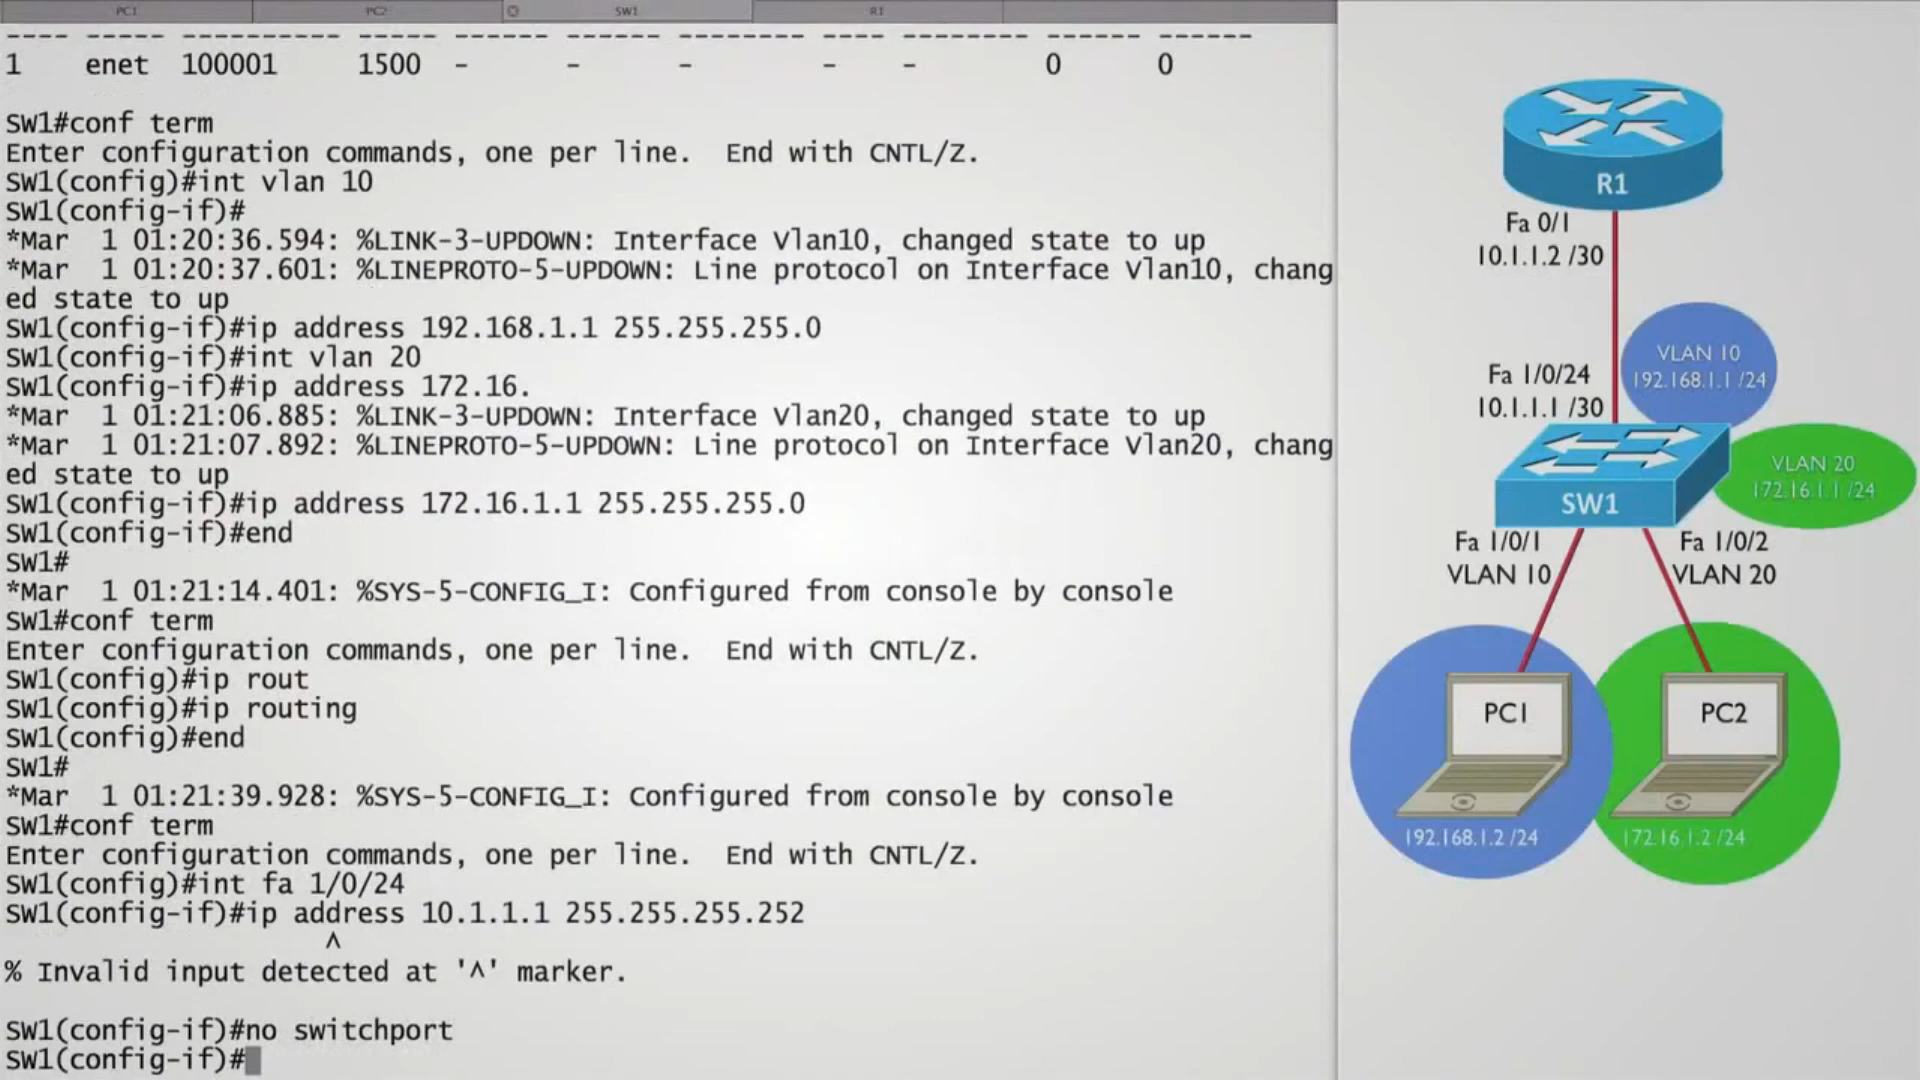 PC1 PC2 SW1 R1
---- ----- ---------- ----- ------ ------ -------- ---- -------- ------ ------
1 enet 100001 1500 - - - - - 0 0
SW1#conf term
Enter configuration commands, one per line. End with CNTL/Z.
SW1(config)#int vlan 10
SW1(config-if)#
*Mar 1 01:20:36.594: %LINK-3-UPDOWN: Interface Vlan10, changed state to up
*Mar 1 01:20:37.601: %LINEPROTO-5-UPDOWN: Line protocol on Interface Vlan10, chang
ed state to up
SW1(config-if)#ip address 192.168.1.1 255.255.255.0
SW1(config-if)#int vlan 20
SW1(config-if)#ip address 172.16.
*Mar 1 01:21:06.885: %LINK-3-UPDOWN: Interface Vlan20, changed state to up
*Mar 1 01:21:07.892: %LINEPROTO-5-UPDOWN: Line protocol on Interface Vlan20, chang
ed state to up
SW1(config-if)#ip address 172.16.1.1 255.255.255.0
SW1(config-if)#end
SW1#
*Mar 1 01:21:14.401: %SYS-5-CONFIG_I: Configured from console by console
SW1#conf term
Enter configuration commands, one per line. End with CNTL/Z.
SW1(config)#ip rout
SW1(config)#ip routing
SW1(config)#end
SW1#
*Mar 1 01:21:39.928: %SYS-5-CONFIG_I: Configured from console by console
SW1#conf term
Enter configuration commands, one per line. End with CNTL/Z.
SW1(config)#int fa 1/0/24
SW1(config-if)#ip address 10.1.1.1 255.255.255.252
^
% Invalid input detected at '^' marker.
SW1(config-if)#no switchport
SW1(config-if)#
R1
Fa 0/1
10.1.1.2 /30
VLAN 10
192.168.1.1 /24
Fa 1/0/24
10.1.1.1 /30
VLAN 20
172.16.1.1 /24
SW1
Fa 1/0/1
VLAN 10
Fa 1/0/2
VLAN 20
PC1
PC2
192.168.1.2 /24
172.16.1.2 /24